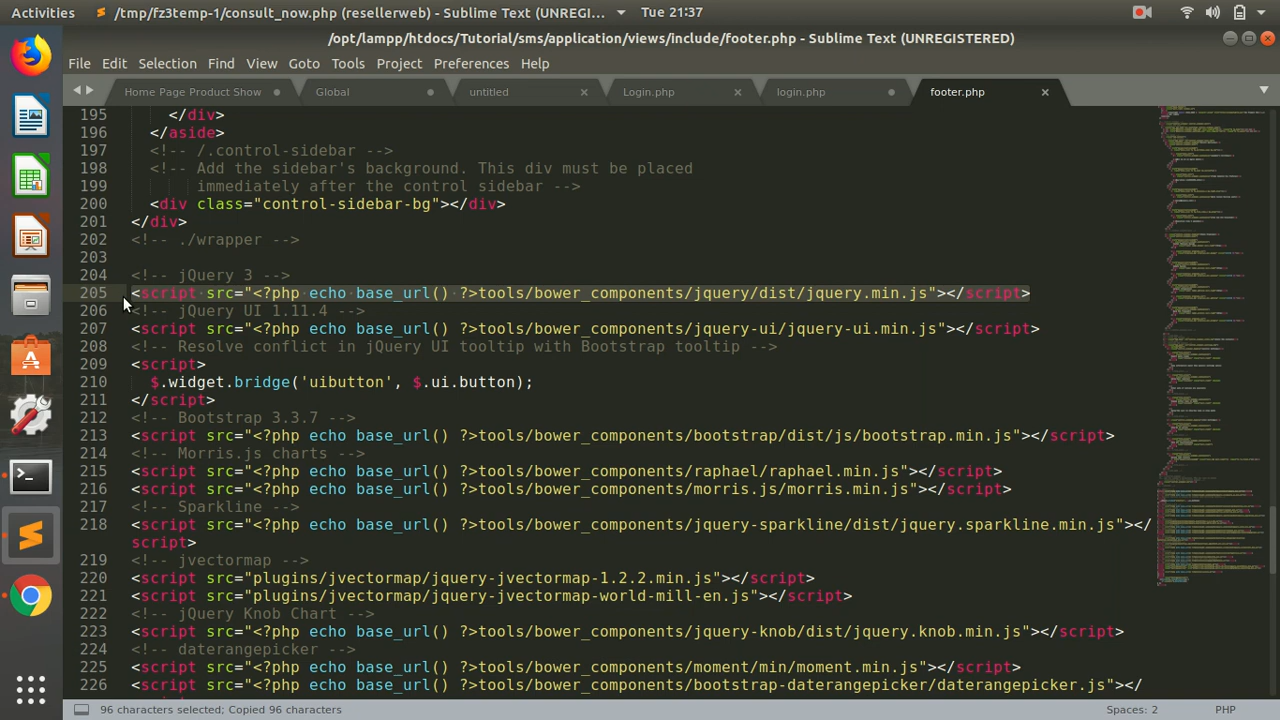 Activities /tmp/fz3temp-1/consult_now.php (resellerweb) - Sublime Text (UNREGI... Tue 21:37
/opt/lampp/htdocs/Tutorial/sms/application/views/include/footer.php - Sublime Text (UNREGISTERED)
File Edit Selection Find View Goto Tools Project Preferences Help
Home Page Product Show Global untitled Login.php login.php footer.php
195 </div>
196 </aside>
197 <!-- /.control-sidebar -->
198 <!-- Add the sidebar's background. This div must be placed
199 immediately after the control sidebar -->
200 <div class="control-sidebar-bg"></div>
201 </div>
202 <!-- ./wrapper -->
203
204 <!-- jQuery 3 -->
205 <script src="<?php echo base_url() ?>tools/bower_components/jquery/dist/jquery.min.js"></script>
206 <!-- jQuery UI 1.11.4 -->
207 <script src="<?php echo base_url() ?>tools/bower_components/jquery-ui/jquery-ui.min.js"></script>
208 <!-- Resolve conflict in jQuery UI tooltip with Bootstrap tooltip -->
209 <script>
210 $.widget.bridge('uibutton', $.ui.button);
211 </script>
212 <!-- Bootstrap 3.3.7 -->
213 <script src="<?php echo base_url() ?>tools/bower_components/bootstrap/dist/js/bootstrap.min.js"></script>
214 <!-- Morris.js charts -->
215 <script src="<?php echo base_url() ?>tools/bower_components/raphael/raphael.min.js"></script>
216 <script src="<?php echo base_url() ?>tools/bower_components/morris.js/morris.min.js"></script>
217 <!-- Sparkline -->
218 <script src="<?php echo base_url() ?>tools/bower_components/jquery-sparkline/dist/jquery.sparkline.min.js"></
script>
219 <!-- jvectormap -->
220 <script src="plugins/jvectormap/jquery-jvectormap-1.2.2.min.js"></script>
221 <script src="plugins/jvectormap/jquery-jvectormap-world-mill-en.js"></script>
222 <!-- jQuery Knob Chart -->
223 <script src="<?php echo base_url() ?>tools/bower_components/jquery-knob/dist/jquery.knob.min.js"></script>
224 <!-- daterangepicker -->
225 <script src="<?php echo base_url() ?>tools/bower_components/moment/min/moment.min.js"></script>
226 <script src="<?php echo base_url() ?>tools/bower_components/bootstrap-daterangepicker/daterangepicker.js"></
96 characters selected; Copied 96 characters Spaces: 2 PHP